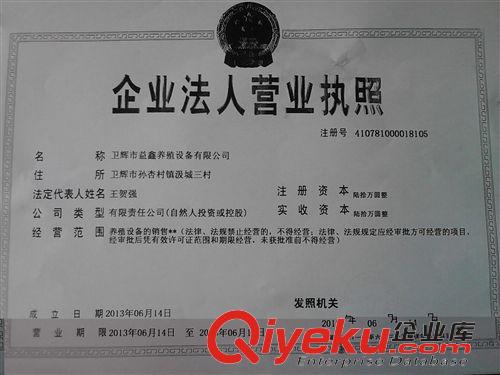 企业法人营业执照
注册号 410781000018105
名 称 卫辉市益鑫养殖设备有限公司
住 所 卫辉市孙杏村镇汲城三村
法定代表人姓名 王贺强
注 册 资 本 陆拾万圆整
公 司 类 型 有限责任公司(自然人投资或控股)
实 收 资 本 陆拾万圆整
经 营 范 围 养殖设备的销售**(法律、法规禁止经营的,不得经营;法律、法规规定应经审批方可经营的项目,
经审批后凭有效许可证范围和期限经营,未获批准前不得经营)
发照机关
成 立 日 期 2013年06月14日
营 业 期 限 2013年06月14日 至
Qiyeku.com 企业库
Enterprise Database